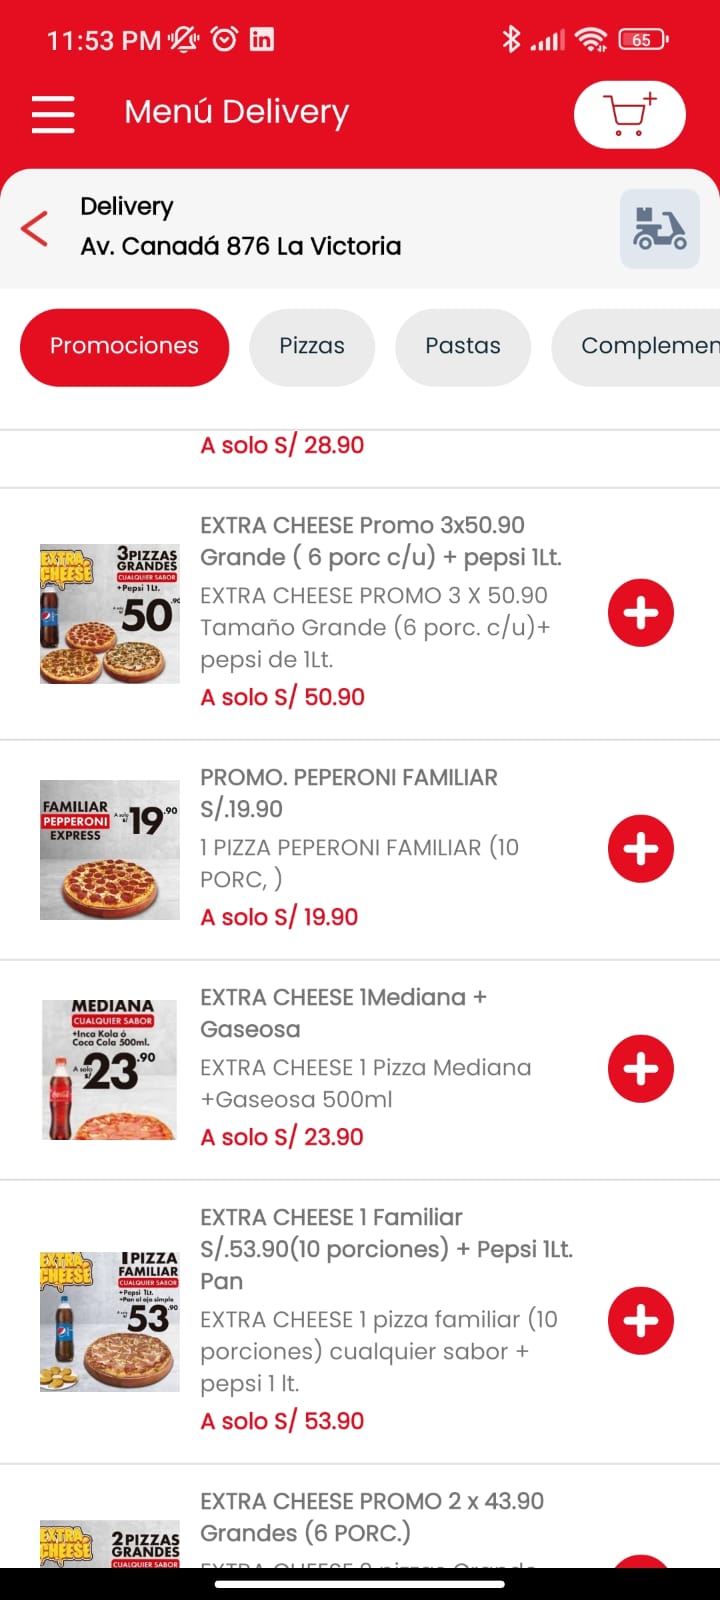 11:53 PM
65
Menú Delivery
Delivery
Av. Canadá 876 La Victoria
Promociones
Pizzas
Pastas
Complemen
A solo S/ 28.90
EXTRA CHEESE Promo 3x50.90
Grande ( 6 porc c/u) + pepsi 1Lt.
EXTRA CHEESE PROMO 3 X 50.90
Tamaño Grande (6 porc. c/u)+
pepsi de 1Lt.
A solo S/ 50.90
EXTRA
CHEESE
3PIZZAS
GRANDES
CUALQUIER SABOR
+Pepsi 1Lt.
50.90
PROMO. PEPERONI FAMILIAR
S/.19.90
1 PIZZA PEPERONI FAMILIAR (10
PORC, )
A solo S/ 19.90
FAMILIAR
PEPPERONI
EXPRESS
A solo
S/ 19.90
EXTRA CHEESE 1Mediana +
Gaseosa
EXTRA CHEESE 1 Pizza Mediana
+Gaseosa 500ml
A solo S/ 23.90
MEDIANA
CUALQUIER SABOR
+Inca Kola ó
Coca Cola 500ml.
A solo
S/ 23.90
EXTRA CHEESE 1 Familiar
S/.53.90(10 porciones) + Pepsi 1Lt.
Pan
EXTRA CHEESE 1 pizza familiar (10
porciones) cualquier sabor +
pepsi 1 lt.
A solo S/ 53.90
EXTRA
CHEESE
1 PIZZA
FAMILIAR
CUALQUIER SABOR
+Pepsi 1Lt.
+Pan al ajo simple
53.90
EXTRA CHEESE PROMO 2 x 43.90
Grandes (6 PORC.)
EXTRA CHEESE 2 pizzas Grande
EXTRA
CHEESE
2PIZZAS
GRANDES
CUALQUIER SABOR